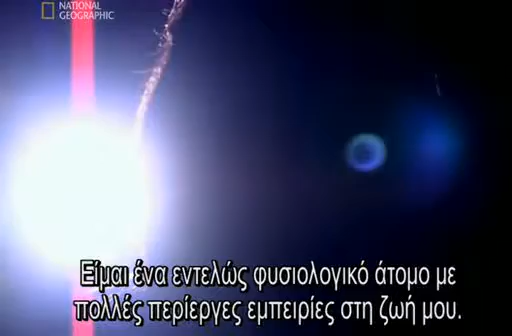 NATIONAL
GEOGRAPHIC
Είμαι ένα εντελώς φυσιολογικό άτομο με
πολλές περίεργες εμπειρίες στη ζωή μου.